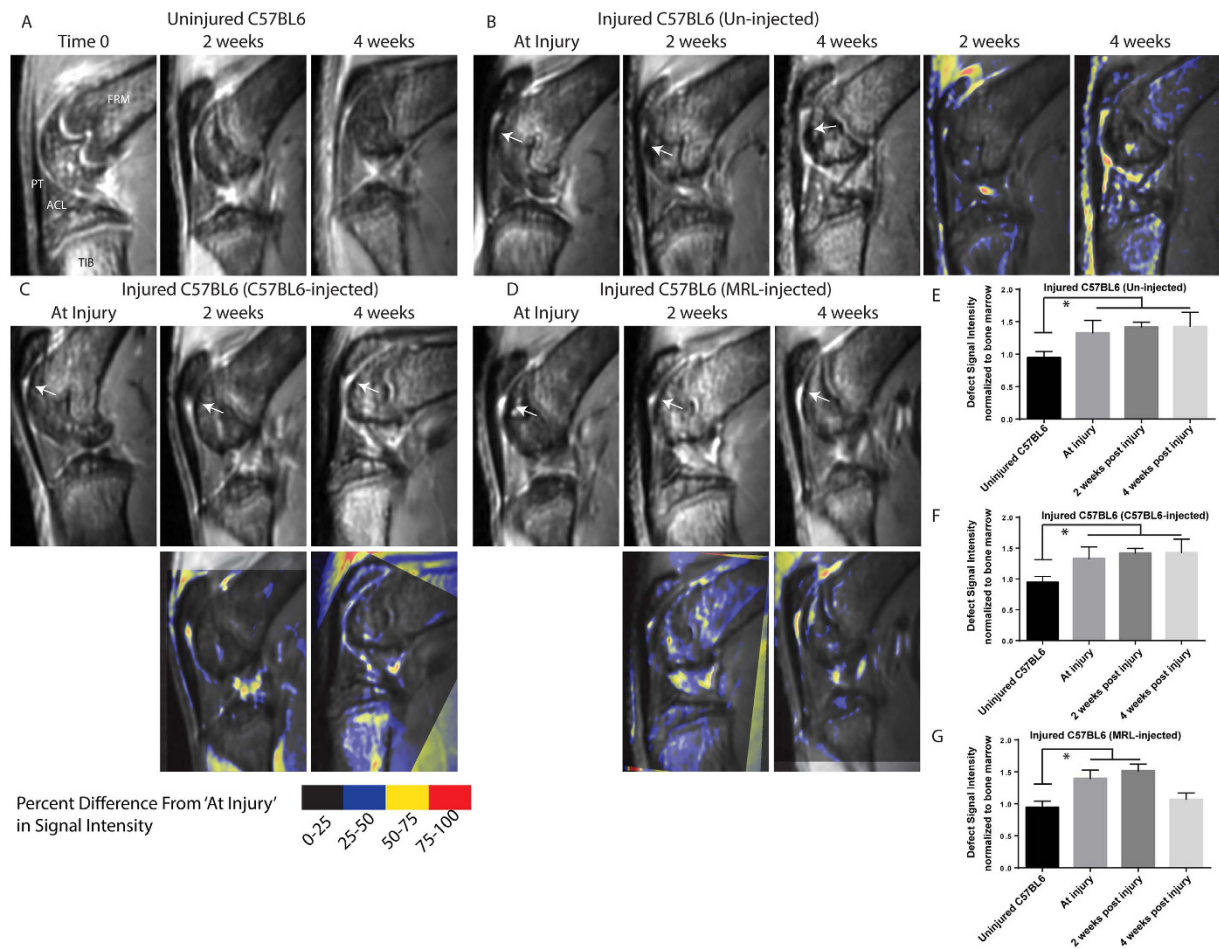 A
Uninjured C57BL6
Time 0
2 weeks
4 weeks
FRM
PT
ACL
TIB
B
Injured C57BL6 (Un-injected)
At Injury
2 weeks
4 weeks
2 weeks
4 weeks
C
Injured C57BL6 (C57BL6-injected)
At Injury
2 weeks
4 weeks
D
Injured C57BL6 (MRL-injected)
At Injury
2 weeks
4 weeks
Percent Difference From 'At Injury'
in Signal Intensity
0-25
25-50
50-75
75-100
E
Injured C57BL6 (Un-injected)
*
Defect Signal Intensity
normalized to bone marrow
2.0
1.5
1.0
0.5
0.0
Uninjured C57BL6
At injury
2 weeks post injury
4 weeks post injury
F
Injured C57BL6 (C57BL6-injected)
*
Defect Signal Intensity
normalized to bone marrow
2.0
1.5
1.0
0.5
0.0
Uninjured C57BL6
At injury
2 weeks post injury
4 weeks post injury
G
Injured C57BL6 (MRL-injected)
*
Defect Signal Intensity
normalized to bone marrow
2.0
1.5
1.0
0.5
0.0
Uninjured C57BL6
At injury
2 weeks post injury
4 weeks post injury